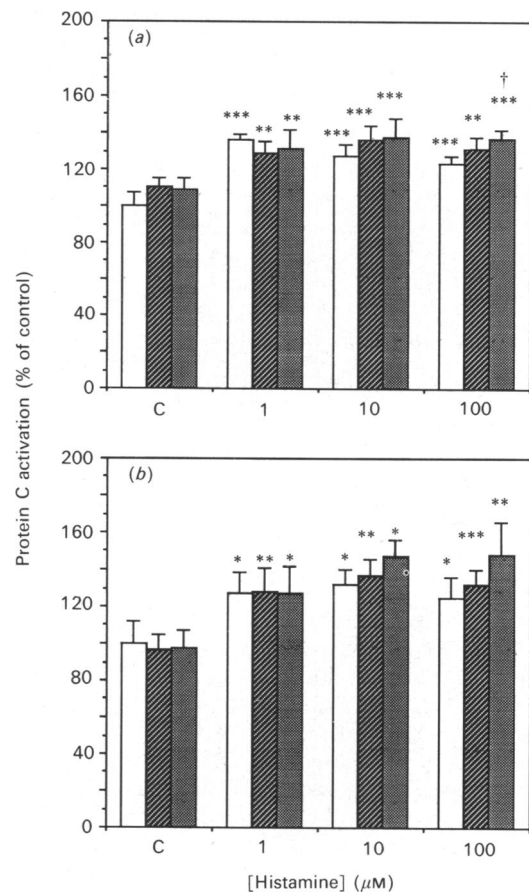 Protein C activation (% of control)
200
(a)
160
120
80
40
0
*** ** **
*** *** ***
*** ** ***
†
C 1 10 100
200
(b)
160
120
80
40
0
* ** *
* ** *
* *** **
C 1 10 100
[Histamine] (μM)